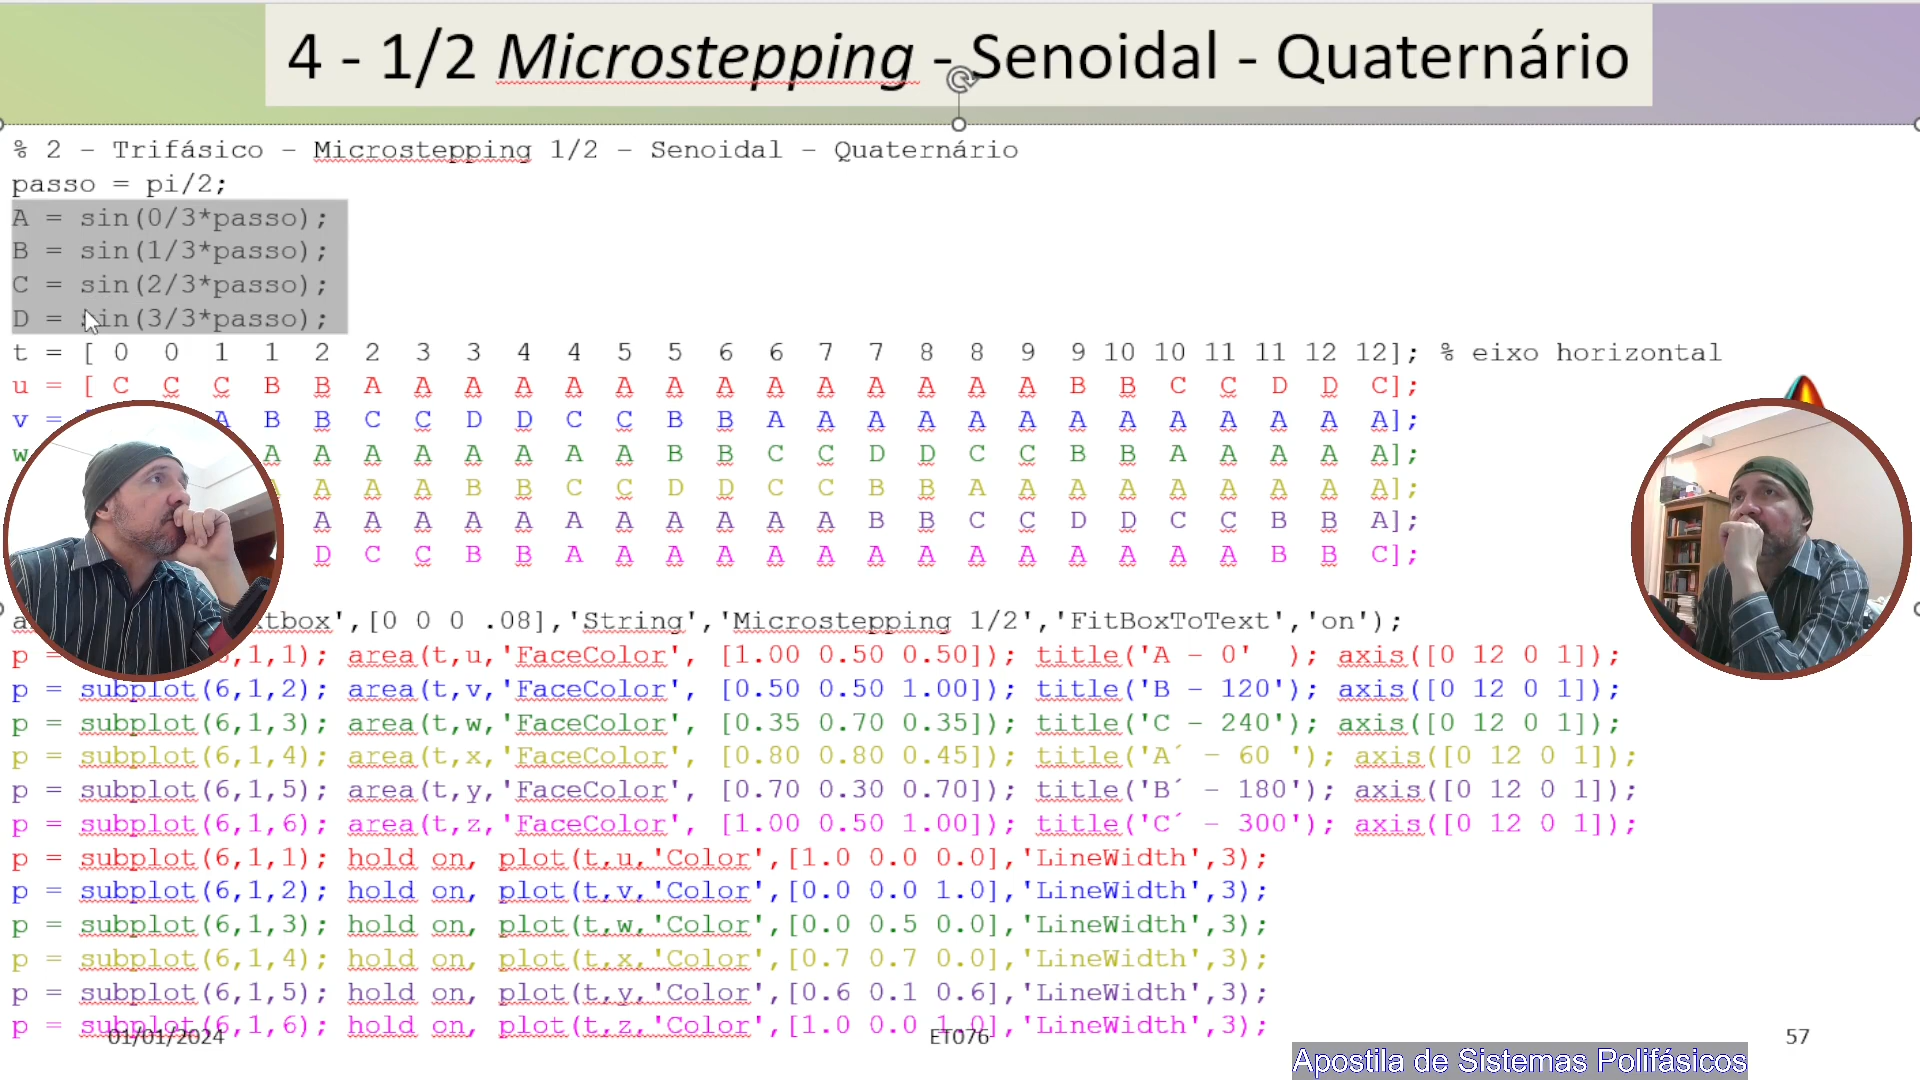 4 - 1/2 Microstepping - Senoidal - Quaternário
% 2 – Trifásico – Microstepping 1/2 – Senoidal – Quaternário
passo = pi/2;
A = sin(0/3*passo);
B = sin(1/3*passo);
C = sin(2/3*passo);
D = sin(3/3*passo);
t = [ 0 0 1 1 2 2 3 3 4 4 5 5 6 6 7 7 8 8 9 9 10 10 11 11 12 12]; % eixo horizontal
u = [ C C C B B A A A A A A A A A A A A A A B B C C D D C];
v = A B B C C D D C C B B A A A A A A A A A A A A A];
w A A A A A A A A B B C C D D C C B B A A A A A];
A A A B B C C D D C C B B A A A A A A A A A];
A A A A A A A A A A A B B C C D D C C B B A];
D C C B B A A A A A A A A A A A A A A B B C];
tbox',[0 0 0 .08],'String','Microstepping 1/2','FitBoxToText','on');
p = 6,1,1); area(t,u,'FaceColor', [1.00 0.50 0.50]); title('A – 0' ); axis([0 12 0 1]);
p = subplot(6,1,2); area(t,v,'FaceColor', [0.50 0.50 1.00]); title('B – 120'); axis([0 12 0 1]);
p = subplot(6,1,3); area(t,w,'FaceColor', [0.35 0.70 0.35]); title('C – 240'); axis([0 12 0 1]);
p = subplot(6,1,4); area(t,x,'FaceColor', [0.80 0.80 0.45]); title('A´ – 60 '); axis([0 12 0 1]);
p = subplot(6,1,5); area(t,y,'FaceColor', [0.70 0.30 0.70]); title('B´ – 180'); axis([0 12 0 1]);
p = subplot(6,1,6); area(t,z,'FaceColor', [1.00 0.50 1.00]); title('C´ – 300'); axis([0 12 0 1]);
p = subplot(6,1,1); hold on, plot(t,u,'Color',[1.0 0.0 0.0],'LineWidth',3);
p = subplot(6,1,2); hold on, plot(t,v,'Color',[0.0 0.0 1.0],'LineWidth',3);
p = subplot(6,1,3); hold on, plot(t,w,'Color',[0.0 0.5 0.0],'LineWidth',3);
p = subplot(6,1,4); hold on, plot(t,x,'Color',[0.7 0.7 0.0],'LineWidth',3);
p = subplot(6,1,5); hold on, plot(t,y,'Color',[0.6 0.1 0.6],'LineWidth',3);
p = subplot(6,1,6); hold on, plot(t,z,'Color',[1.0 0.0 1.0],'LineWidth',3);
01/01/2024 ET076 57
Apostila de Sistemas Polifásicos